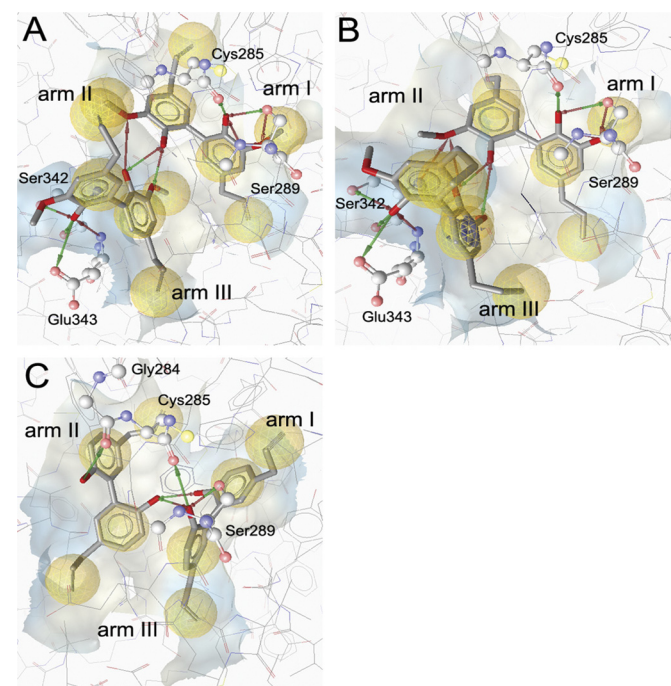 A
Cys285
arm I
arm II
Ser342
Ser289
arm III
Glu343
B
Cys285
arm I
arm II
Ser289
Ser342
arm III
Glu343
C
Gly284
Cys285
arm I
arm II
Ser289
arm III